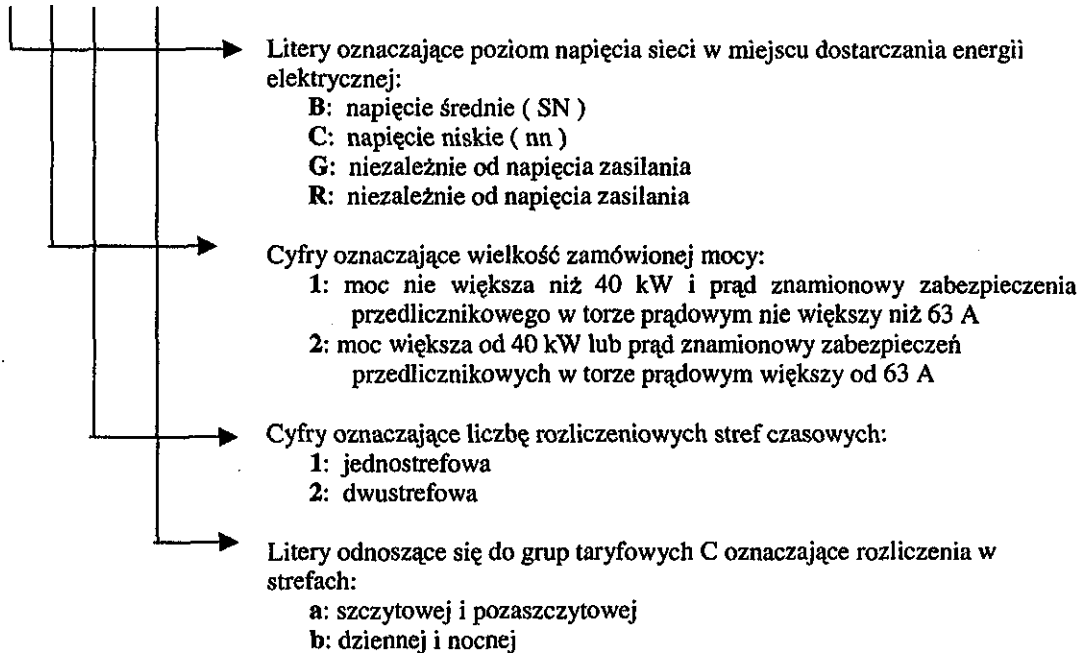 Litery oznaczające poziom napięcia sieci w miejscu dostarczania energii
elektrycznej:
B: napięcie średnie ( SN )
C: napięcie niskie ( nn )
G: niezależnie od napięcia zasilania
R: niezależnie od napięcia zasilania
Cyfry oznaczające wielkość zamówionej mocy:
1: moc nie większa niż 40 kW i prąd znamionowy zabezpieczenia
przedlicznikowego w torze prądowym nie większy niż 63 A
2: moc większa od 40 kW lub prąd znamionowy zabezpieczeń
przedlicznikowych w torze prądowym większy od 63 A
Cyfry oznaczające liczbę rozliczeniowych stref czasowych:
1: jednostrefowa
2: dwustrefowa
Litery odnoszące się do grup taryfowych C oznaczające rozliczenia w
strefach:
a: szczytowej i pozaszczytowej
b: dziennej i nocnej